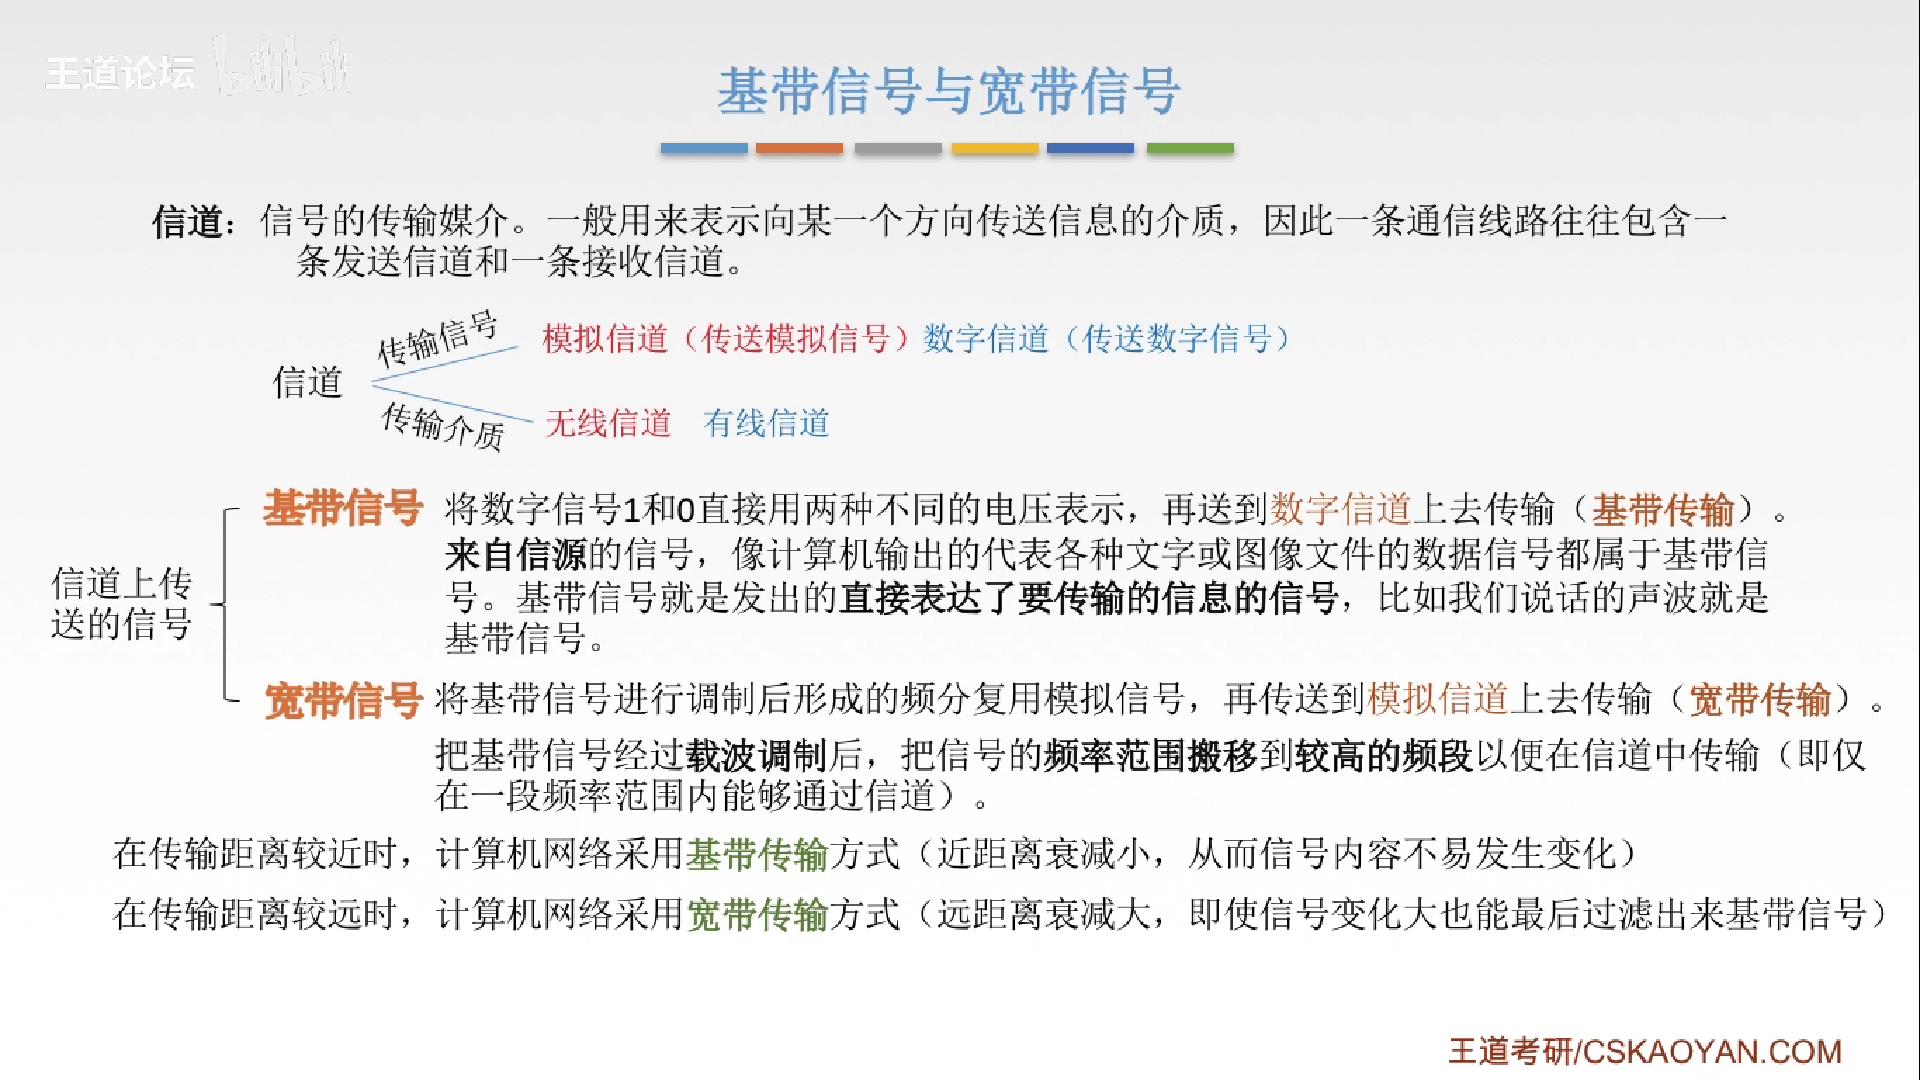 王道论坛 bilibili
基带信号与宽带信号
信道：信号的传输媒介。一般用来表示向某一个方向传送信息的介质，因此一条通信线路往往包含一
条发送信道和一条接收信道。
传输信号
模拟信道（传送模拟信号）数字信道（传送数字信号）
信道
传输介质
无线信道 有线信道
基带信号 将数字信号1和0直接用两种不同的电压表示，再送到数字信道上去传输（基带传输）。
来自信源的信号，像计算机输出的代表各种文字或图像文件的数据信号都属于基带信
号。基带信号就是发出的直接表达了要传输的信息的信号，比如我们说话的声波就是
基带信号。
信道上传
送的信号
宽带信号 将基带信号进行调制后形成的频分复用模拟信号，再传送到模拟信道上去传输（宽带传输）。
把基带信号经过载波调制后，把信号的频率范围搬移到较高的频段以便在信道中传输（即仅
在一段频率范围内能够通过信道）。
在传输距离较近时，计算机网络采用基带传输方式（近距离衰减小，从而信号内容不易发生变化）
在传输距离较远时，计算机网络采用宽带传输方式（远距离衰减大，即使信号变化大也能最后过滤出来基带信号）
王道考研/CSKAOYAN.COM